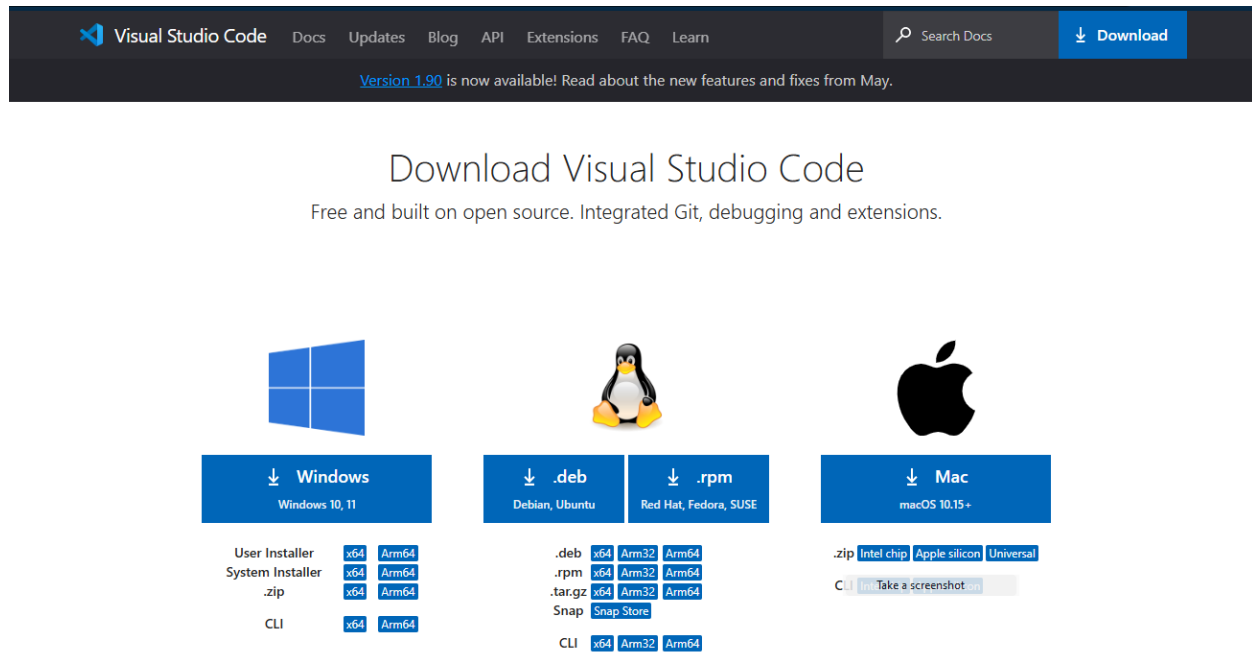 Visual Studio Code Docs Updates Blog API Extensions FAQ Learn Search Docs Download
Version 1.90 is now available! Read about the new features and fixes from May.
Download Visual Studio Code
Free and built on open source. Integrated Git, debugging and extensions.
Windows
Windows 10, 11
User Installer x64 Arm64
System Installer x64 Arm64
.zip x64 Arm64
CLI x64 Arm64
.deb
Debian, Ubuntu
.rpm
Red Hat, Fedora, SUSE
.deb x64 Arm32 Arm64
.rpm x64 Arm32 Arm64
.tar.gz x64 Arm32 Arm64
Snap Snap Store
CLI x64 Arm32 Arm64
Mac
macOS 10.15+
.zip Intel chip Apple silicon Universal
CLI
Take a screenshot